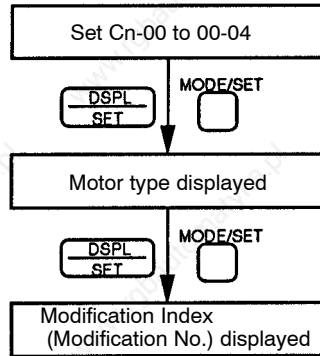 Set Cn-00 to 00-04
DSPL
SET
MODE/SET
Motor type displayed
DSPL
SET
MODE/SET
Modification Index
(Modification No.) displayed